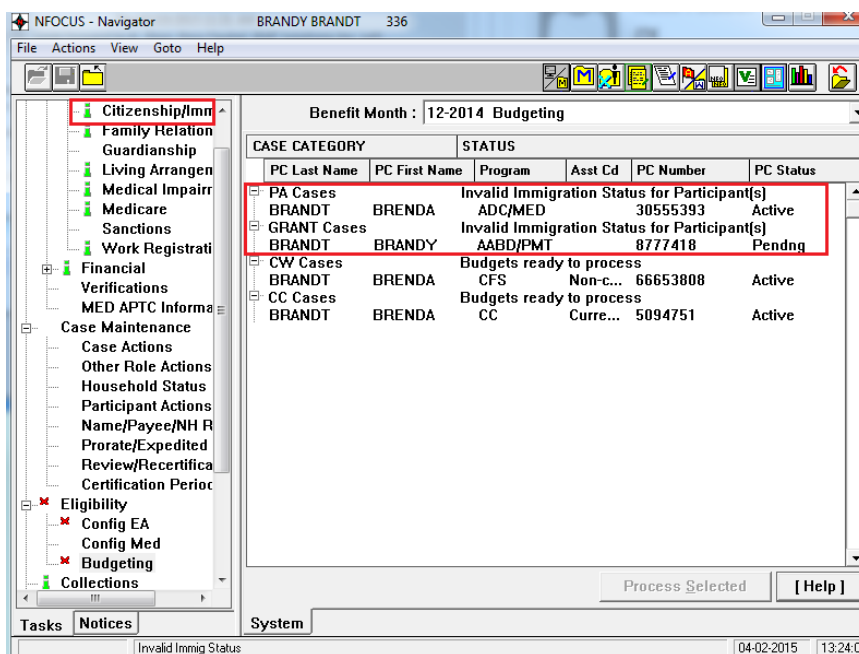 NFOCUS - Navigator BRANDY BRANDT 336
File Actions View Goto Help
Citizenship/Imm
Family Relation
Guardianship
Living Arrangen
Medical Impairr
Medicare
Sanctions
Work Registrati
Financial
Verifications
MED APTC Informa
Case Maintenance
Case Actions
Other Role Actions
Household Status
Participant Actions
Name/Payee/NH R
Prorate/Expedited
Review/Recertifica
Certification Perioc
Eligibility
Config EA
Config Med
Budgeting
Collections
Tasks Notices
Benefit Month : 12-2014 Budgeting
CASE CATEGORY STATUS
PC Last Name PC First Name Program Asst Cd PC Number PC Status
PA Cases Invalid Immigration Status for Participant(s)
BRANDT BRENDA ADC/MED 30555393 Active
GRANT Cases Invalid Immigration Status for Participant(s)
BRANDT BRANDY AABD/PMT 8777418 Pendng
CW Cases Budgets ready to process
BRANDT BRENDA CFS Non-c... 66653808 Active
CC Cases Budgets ready to process
BRANDT BRENDA CC Curre... 5094751 Active
Process Selected [ Help ]
System
Invalid Immig Status 04-02-2015 13:24:0